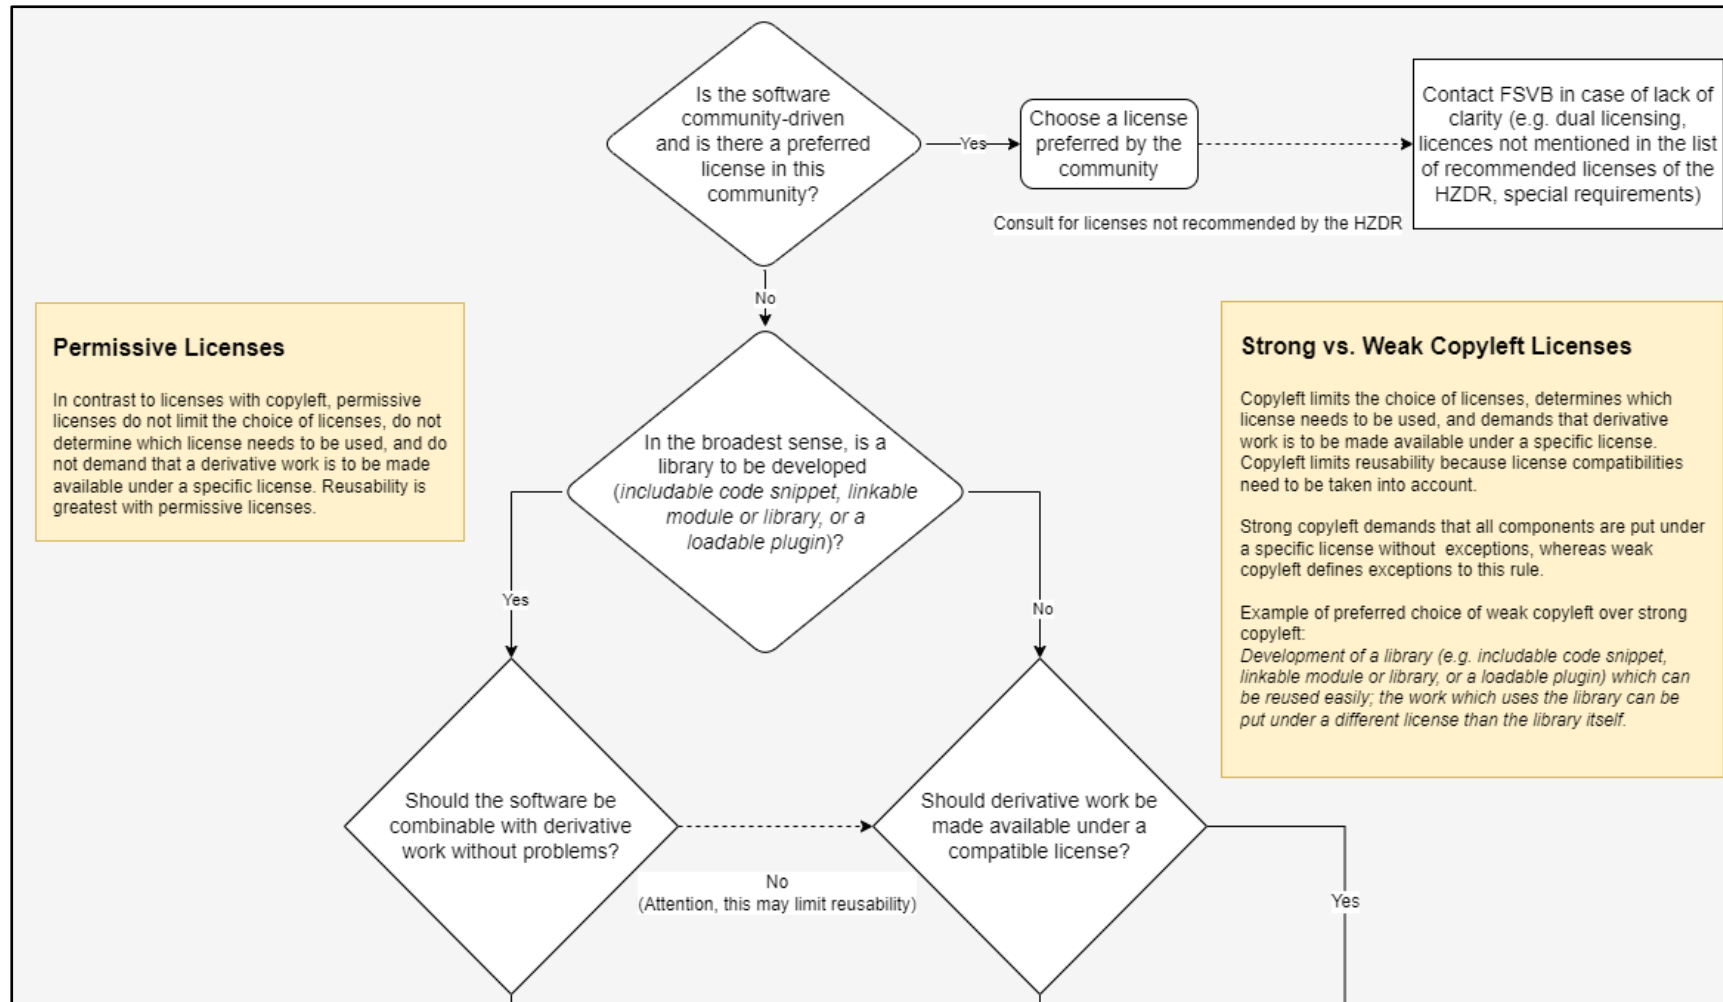 Is the software
community-driven
and is there a preferred
license in this
community?
Yes
Choose a license
preferred by the
community
Contact FSVB in case of lack of
clarity (e.g. dual licensing,
licences not mentioned in the list
of recommended licenses of the
HZDR, special requirements)
Consult for licenses not recommended by the HZDR
No
Permissive Licenses
In contrast to licenses with copyleft, permissive
licenses do not limit the choice of licenses, do not
determine which license needs to be used, and do
not demand that a derivative work is to be made
available under a specific license. Reusability is
greatest with permissive licenses.
In the broadest sense, is a
library to be developed
(includable code snippet, linkable
module or library, or a
loadable plugin)?
Strong vs. Weak Copyleft Licenses
Copyleft limits the choice of licenses, determines which
license needs to be used, and demands that derivative
work is to be made available under a specific license.
Copyleft limits reusability because license compatibilities
need to be taken into account.
Strong copyleft demands that all components are put under
a specific license without exceptions, whereas weak
copyleft defines exceptions to this rule.
Example of preferred choice of weak copyleft over strong
copyleft:
Development of a library (e.g. includable code snippet,
linkable module or library, or a loadable plugin) which can
be reused easily; the work which uses the library can be
put under a different license than the library itself.
Yes
No
Should the software be
combinable with derivative
work without problems?
No
(Attention, this may limit reusability)
Should derivative work be
made available under a
compatible license?
Yes